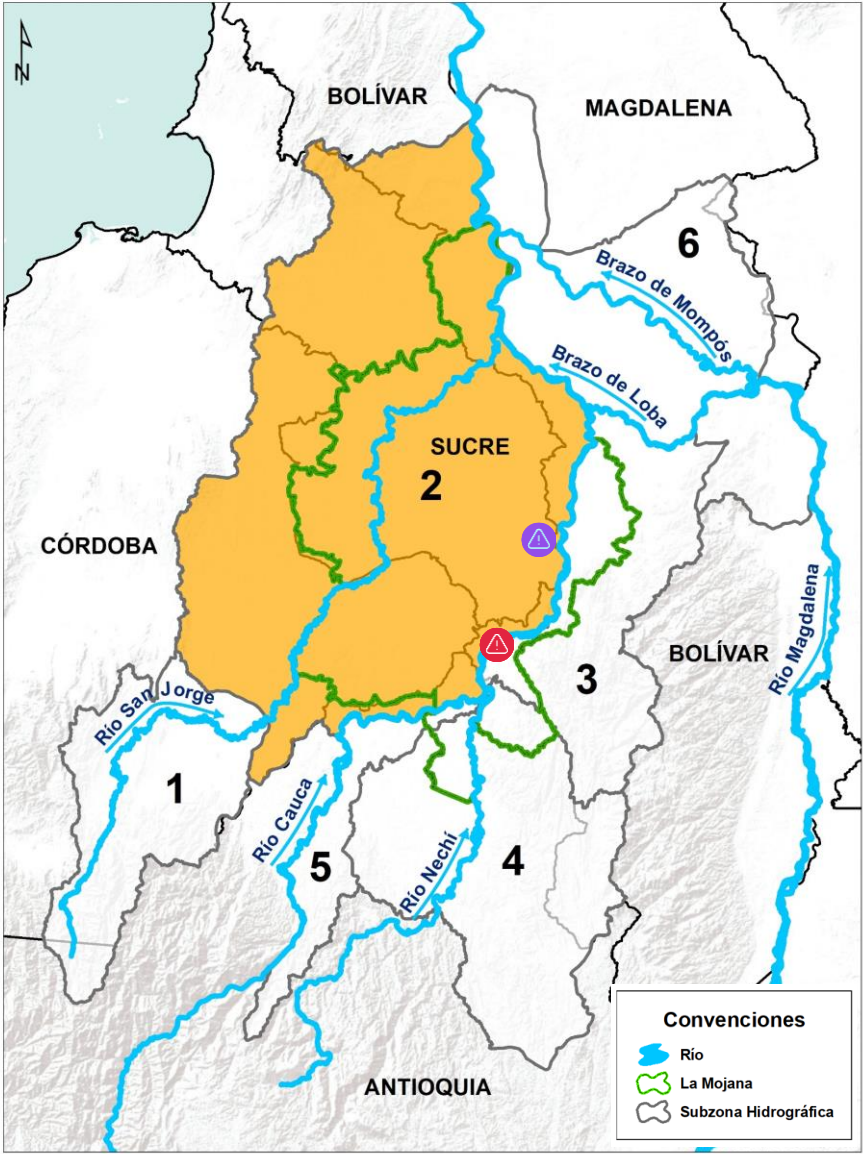 N
BOLÍVAR
MAGDALENA
6
Brazo de Mompós
Brazo de Loba
SUCRE
2
CÓRDOBA
Río Magdalena
BOLÍVAR
3
Río San Jorge
1
Río Cauca
5
Río Nechí
4
ANTIOQUIA
Convenciones
Río
La Mojana
Subzona Hidrográfica